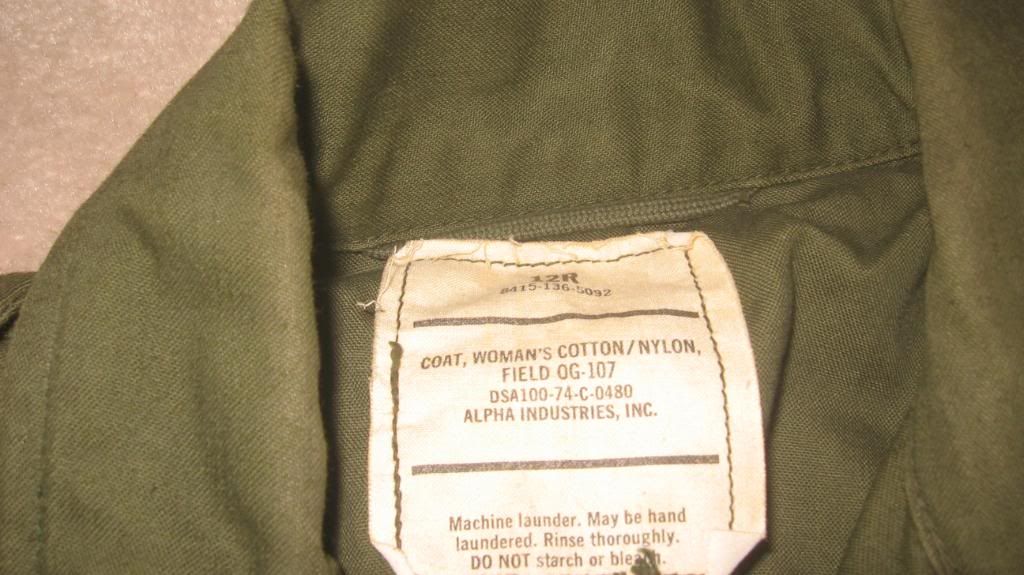 12R
8415-136-5092
COAT, WOMAN'S COTTON/NYLON,
FIELD OG-107
DSA100-74-C-0480
ALPHA INDUSTRIES, INC.
Machine launder. May be hand
laundered. Rinse thoroughly.
DO NOT starch or bleach.